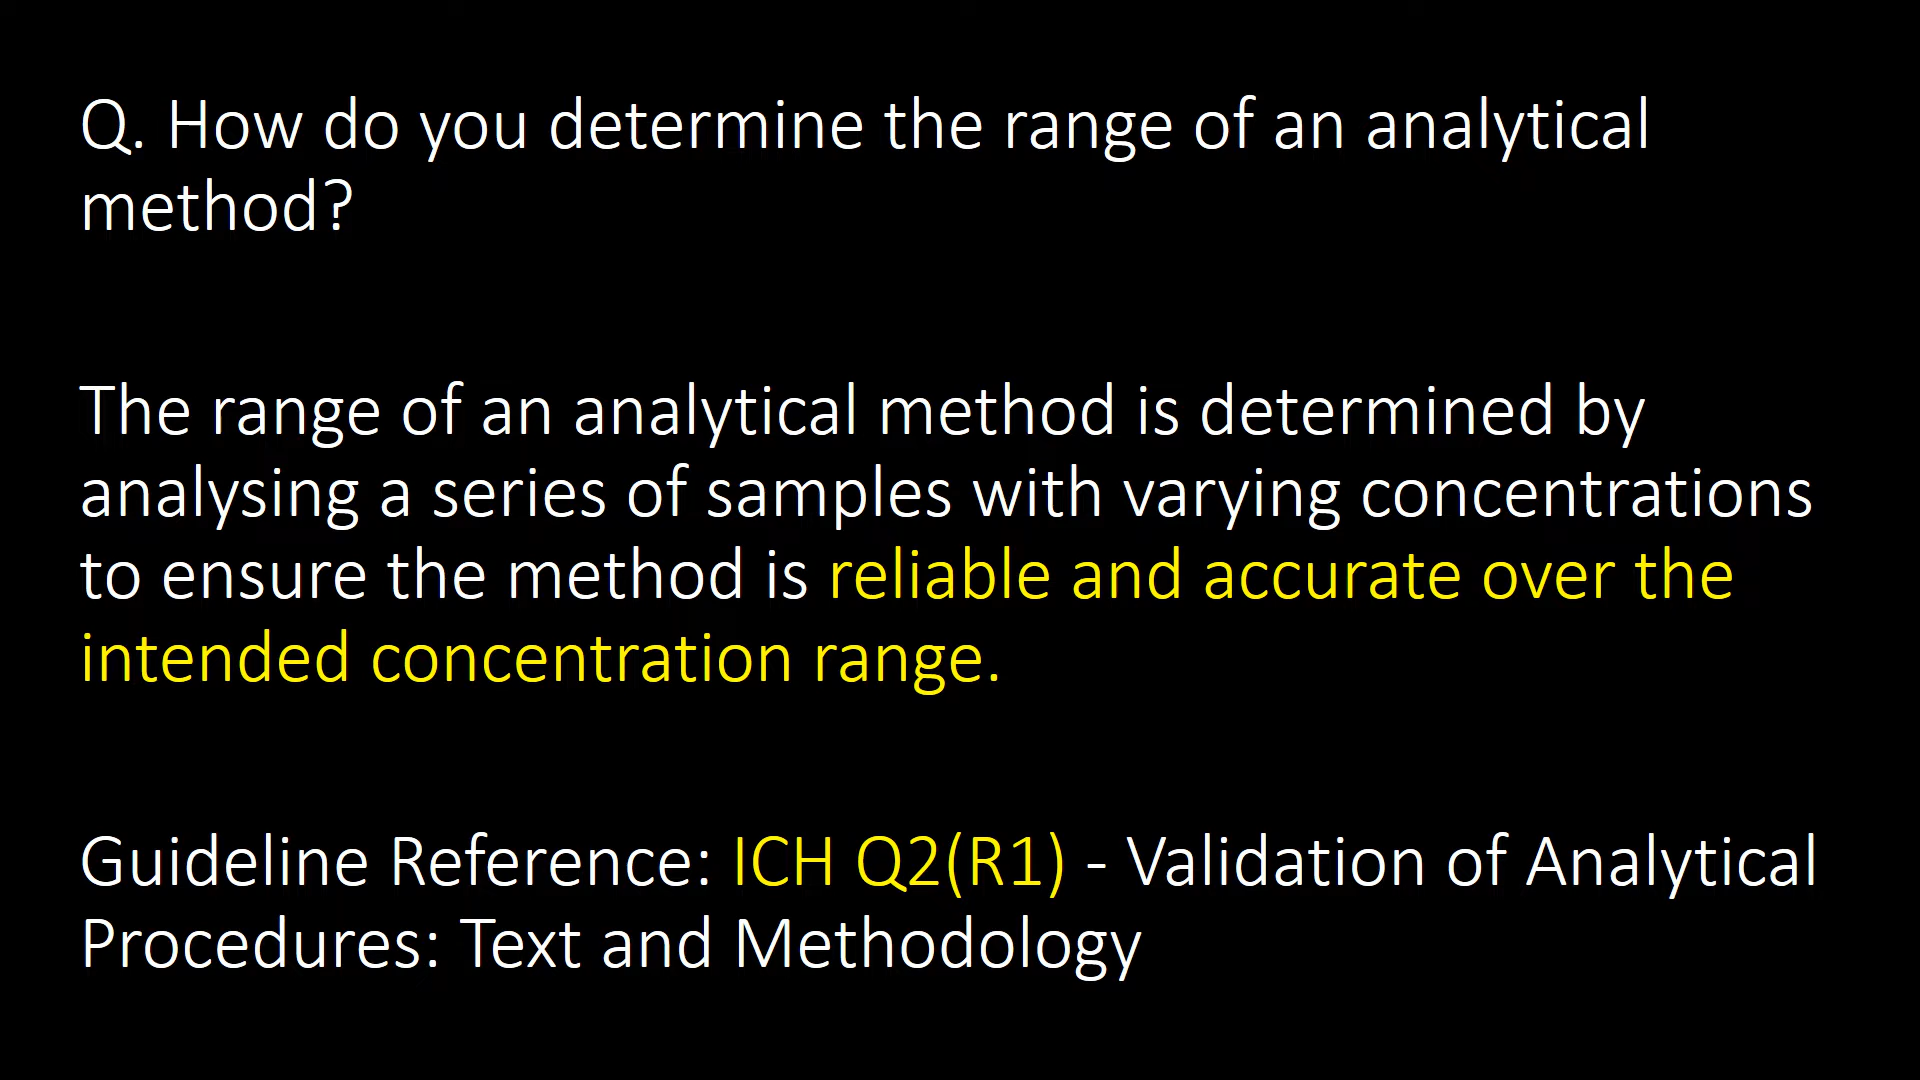 Q. How do you determine the range of an analytical
method?
The range of an analytical method is determined by
analysing a series of samples with varying concentrations
to ensure the method is reliable and accurate over the
intended concentration range.
Guideline Reference: ICH Q2(R1) - Validation of Analytical
Procedures: Text and Methodology